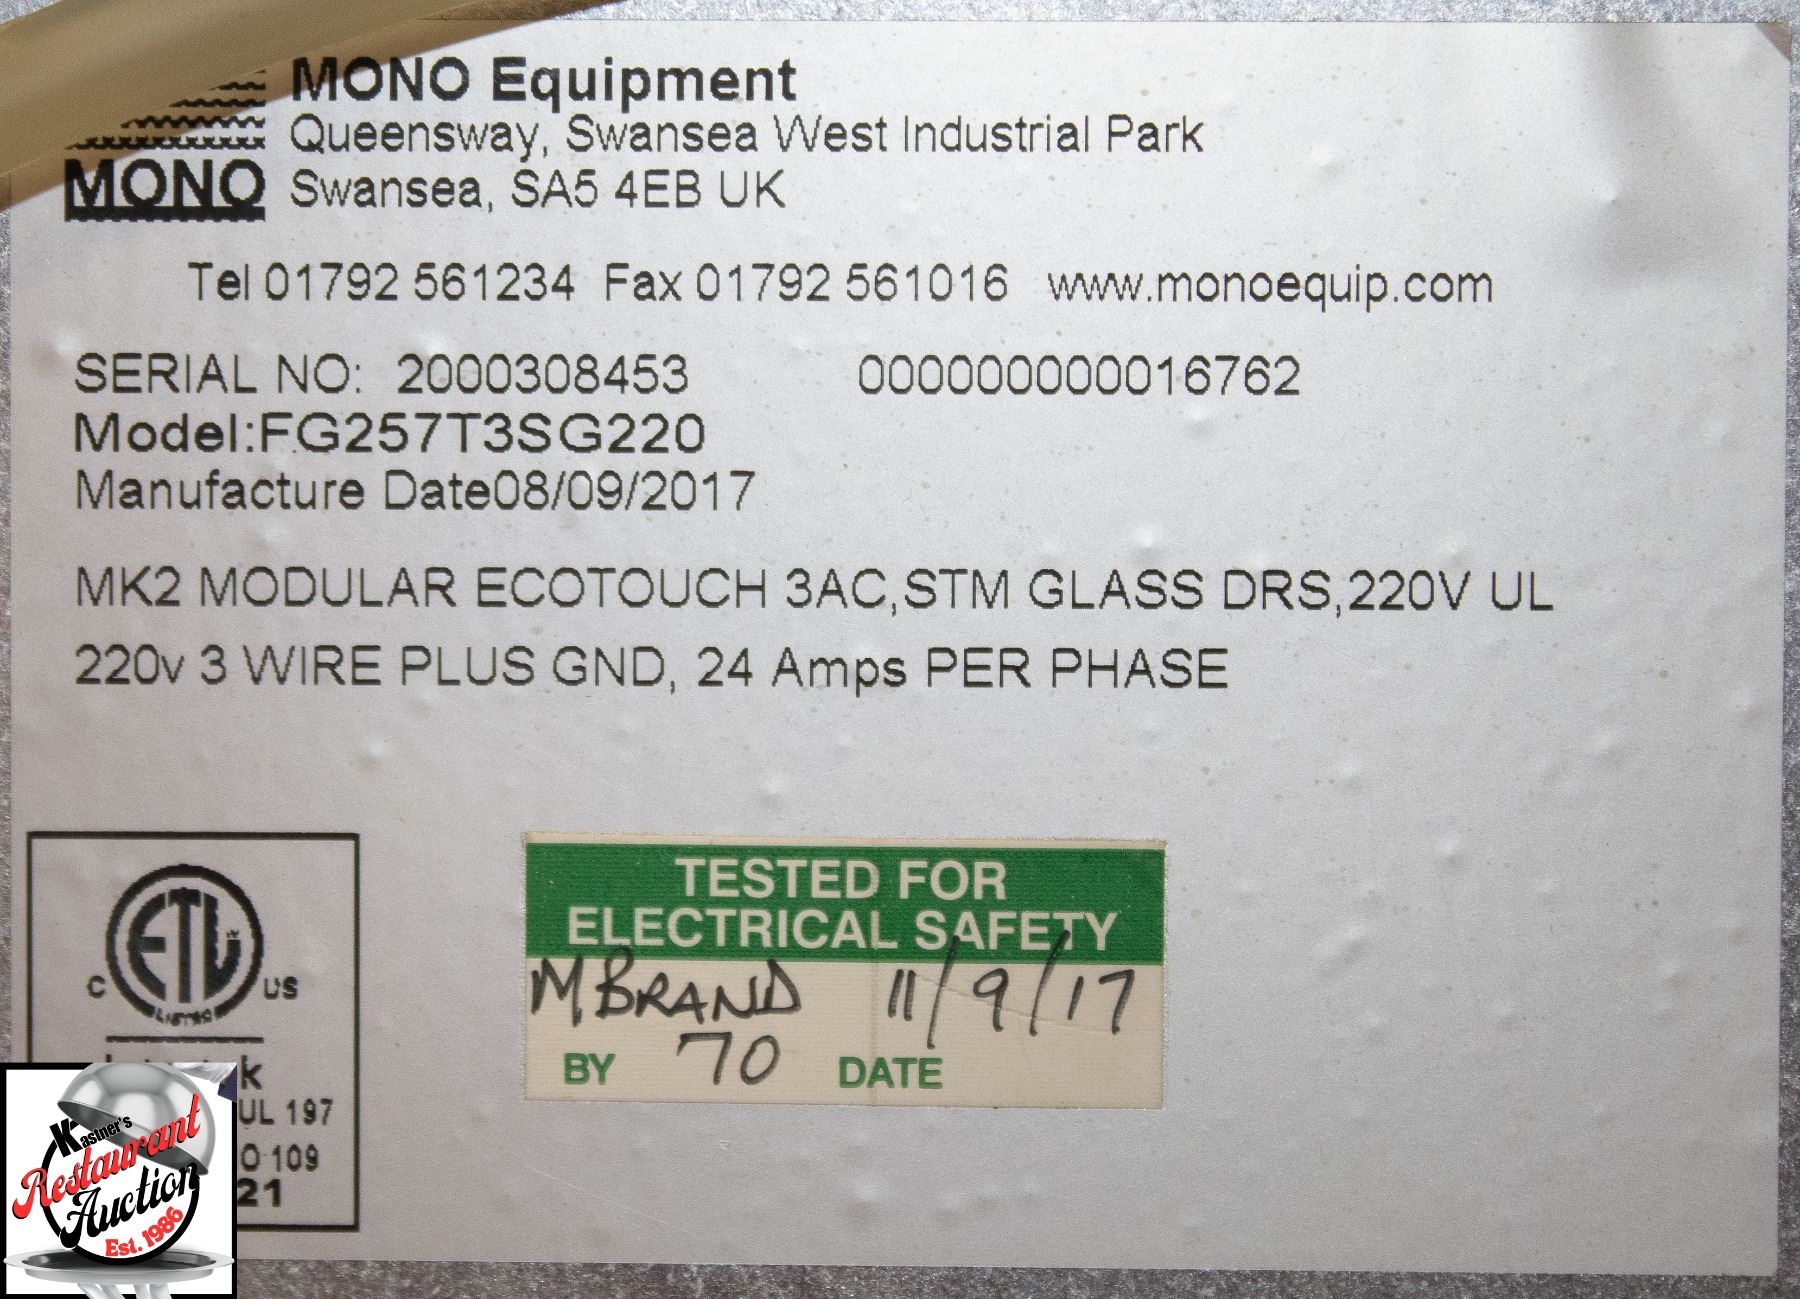 MONO Equipment
Queensway, Swansea West Industrial Park
MONO Swansea, SA5 4EB UK
Tel 01792 561234 Fax 01792 561016 www.monoequip.com
SERIAL NO: 2000308453 000000000016762
Model:FG257T3SG220
Manufacture Date08/09/2017
MK2 MODULAR ECOTOUCH 3AC,STM GLASS DRS,220V UL
220v 3 WIRE PLUS GND, 24 Amps PER PHASE
TESTED FOR
ELECTRICAL SAFETY
M BRAND 11/9/17
BY 70 DATE
C ETL US
LISTED
UL 197
109
21
Kastner's
Restaurant
Auction
Est. 1986